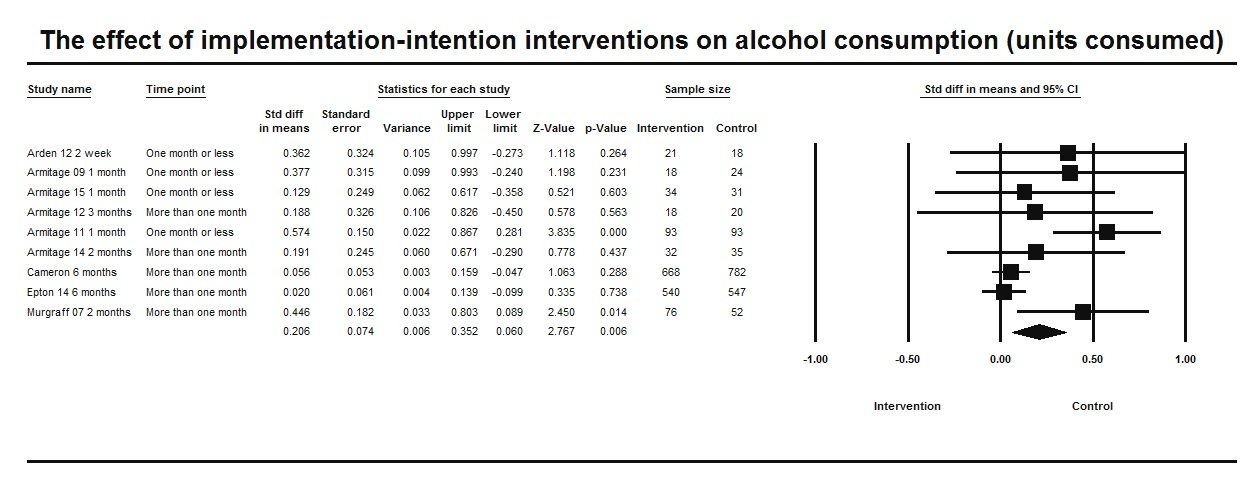 The effect of implementation-intention interventions on alcohol consumption (units consumed)
Study name Time point Statistics for each study Sample size Std diff in means and 95% CI
Std diff Standard Upper Lower
in means error Variance limit limit Z-Value p-Value Intervention Control
Arden 12 2 week One month or less 0.362 0.324 0.105 0.997 -0.273 1.118 0.264 21 18
Armitage 09 1 month One month or less 0.377 0.315 0.099 0.993 -0.240 1.198 0.231 18 24
Armitage 15 1 month One month or less 0.129 0.249 0.062 0.617 -0.358 0.521 0.603 34 31
Armitage 12 3 months More than one month 0.188 0.326 0.106 0.826 -0.450 0.578 0.563 18 20
Armitage 11 1 month One month or less 0.574 0.150 0.022 0.867 0.281 3.835 0.000 93 93
Armitage 14 2 months More than one month 0.191 0.245 0.060 0.671 -0.290 0.778 0.437 32 35
Cameron 6 months More than one month 0.056 0.053 0.003 0.159 -0.047 1.063 0.288 668 782
Epton 14 6 months More than one month 0.020 0.061 0.004 0.139 -0.099 0.335 0.738 540 547
Murgraff 07 2 months More than one month 0.446 0.182 0.033 0.803 0.089 2.450 0.014 76 52
0.206 0.074 0.006 0.352 0.060 2.767 0.006
-1.00 -0.50 0.00 0.50 1.00
Intervention Control